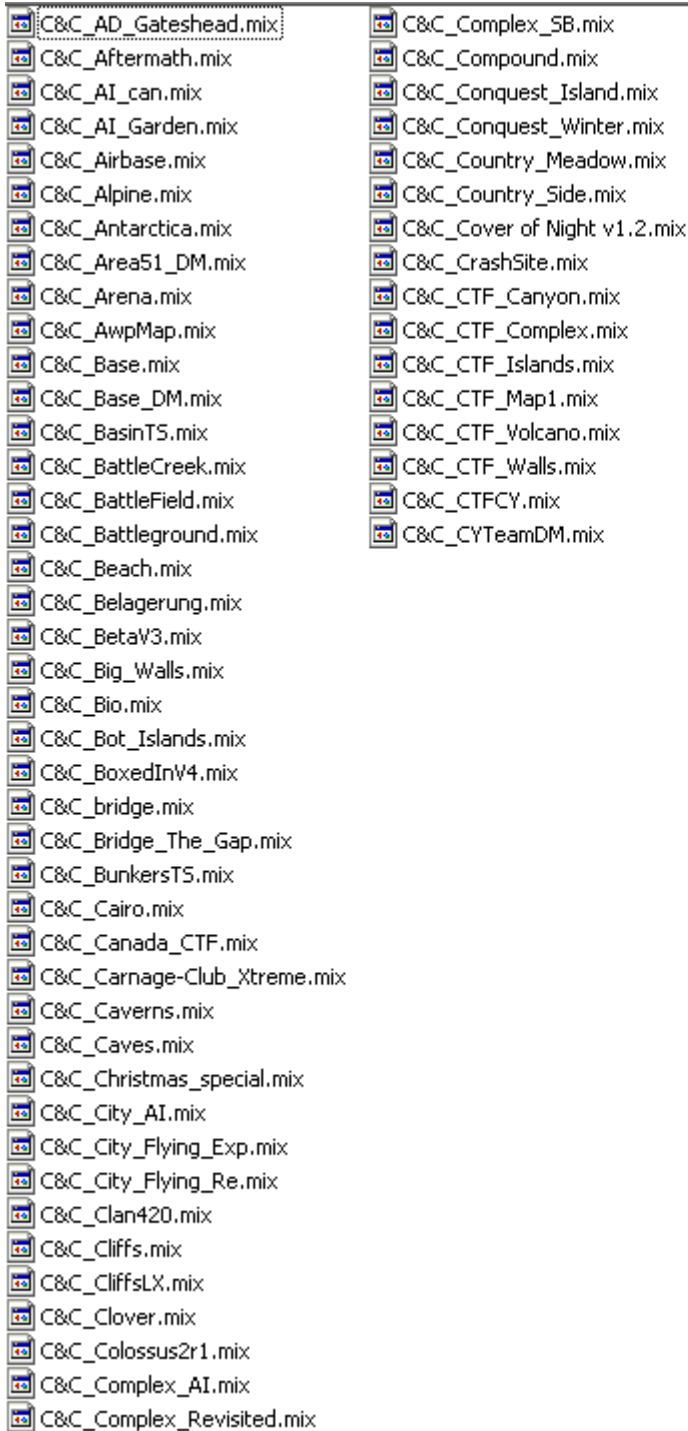 C&C_AD_Gateshead.mix
C&C_Aftermath.mix
C&C_AI_can.mix
C&C_AI_Garden.mix
C&C_Airbase.mix
C&C_Alpine.mix
C&C_Antarctica.mix
C&C_Area51_DM.mix
C&C_Arena.mix
C&C_AwpMap.mix
C&C_Base.mix
C&C_Base_DM.mix
C&C_BasinTS.mix
C&C_BattleCreek.mix
C&C_BattleField.mix
C&C_Battleground.mix
C&C_Beach.mix
C&C_Belagerung.mix
C&C_BetaV3.mix
C&C_Big_Walls.mix
C&C_Bio.mix
C&C_Bot_Islands.mix
C&C_BoxedInV4.mix
C&C_bridge.mix
C&C_Bridge_The_Gap.mix
C&C_BunkersTS.mix
C&C_Cairo.mix
C&C_Canada_CTF.mix
C&C_Carnage-Club_Xtreme.mix
C&C_Caverns.mix
C&C_Caves.mix
C&C_Christmas_special.mix
C&C_City_AI.mix
C&C_City_Flying_Exp.mix
C&C_City_Flying_Re.mix
C&C_Clan420.mix
C&C_Cliffs.mix
C&C_CliffsLX.mix
C&C_Clover.mix
C&C_Colossus2r1.mix
C&C_Complex_AI.mix
C&C_Complex_Revisited.mix
C&C_Complex_SB.mix
C&C_Compound.mix
C&C_Conquest_Island.mix
C&C_Conquest_Winter.mix
C&C_Country_Meadow.mix
C&C_Country_Side.mix
C&C_Cover of Night v1.2.mix
C&C_CrashSite.mix
C&C_CTF_Canyon.mix
C&C_CTF_Complex.mix
C&C_CTF_Islands.mix
C&C_CTF_Map1.mix
C&C_CTF_Volcano.mix
C&C_CTF_Walls.mix
C&C_CTFCY.mix
C&C_CYTeamDM.mix